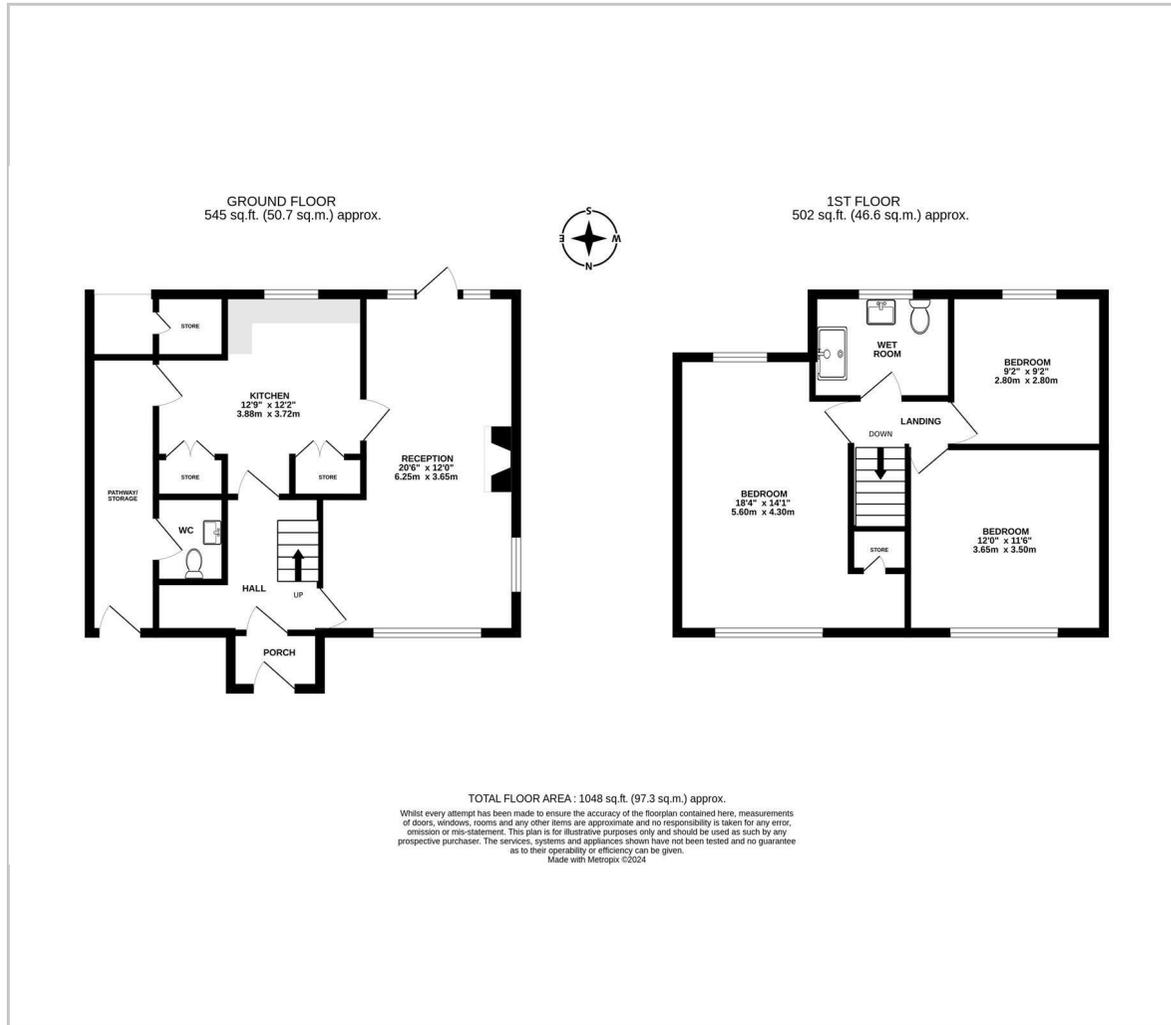 GROUND FLOOR
545 sq.ft. (50.7 sq.m.) approx.
S
E
W
N
1ST FLOOR
502 sq.ft. (46.6 sq.m.) approx.
STORE
KITCHEN
12'9" x 12'2"
3.88m x 3.72m
RECEPTION
20'6" x 12'0"
6.25m x 3.65m
STORE
STORE
PATHWAY/
STORAGE
WC
HALL
UP
PORCH
WET
ROOM
BEDROOM
9'2" x 9'2"
2.80m x 2.80m
LANDING
DOWN
BEDROOM
18'4" x 14'1"
5.60m x 4.30m
BEDROOM
12'0" x 11'6"
3.65m x 3.50m
STORE
TOTAL FLOOR AREA : 1048 sq.ft. (97.3 sq.m.) approx.
Whilst every attempt has been made to ensure the accuracy of the floorplan contained here, measurements
of doors, windows, rooms and any other items are approximate and no responsibility is taken for any error,
omission or mis-statement. This plan is for illustrative purposes only and should be used as such by any
prospective purchaser. The services, systems and appliances shown have not been tested and no guarantee
as to their operability or efficiency can be given.
Made with Metropix ©2024